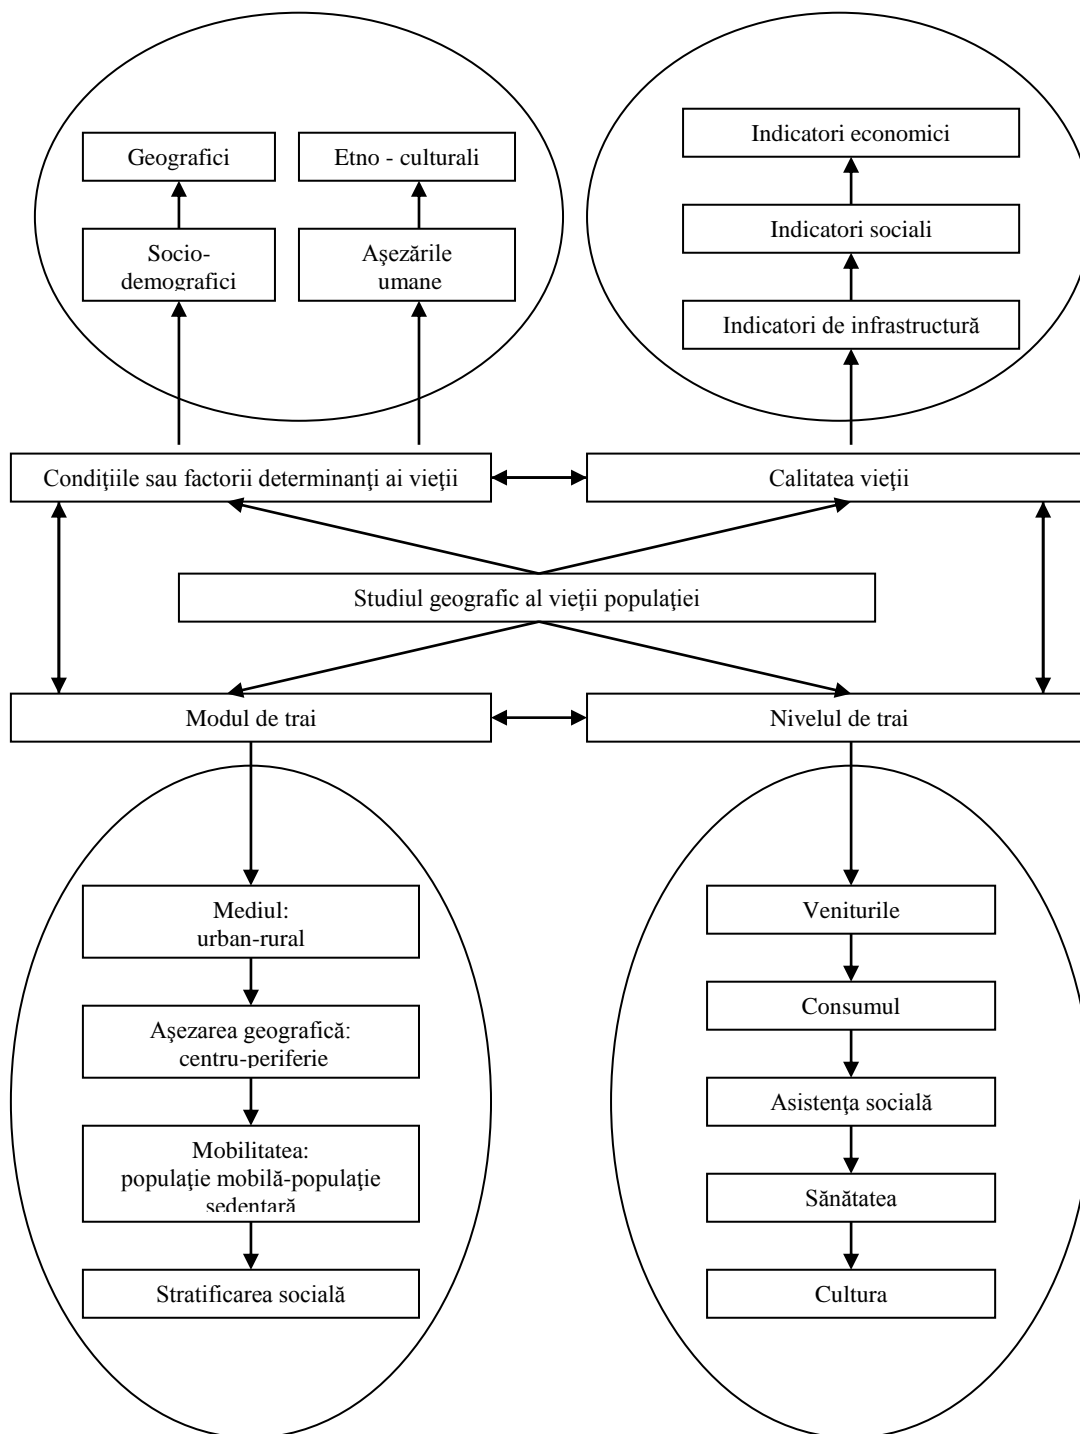 Geografici
Etno - culturali
Socio-
demografici
Aşezările
umane
Indicatori economici
Indicatori sociali
Indicatori de infrastructură
Condiţiile sau factorii determinanţi ai vieţii
Calitatea vieţii
Studiul geografic al vieţii populaţiei
Modul de trai
Nivelul de trai
Mediul:
urban-rural
Aşezarea geografică:
centru-periferie
Mobilitatea:
populaţie mobilă-populaţie
sedentară
Stratificarea socială
Veniturile
Consumul
Asistenţa socială
Sănătatea
Cultura